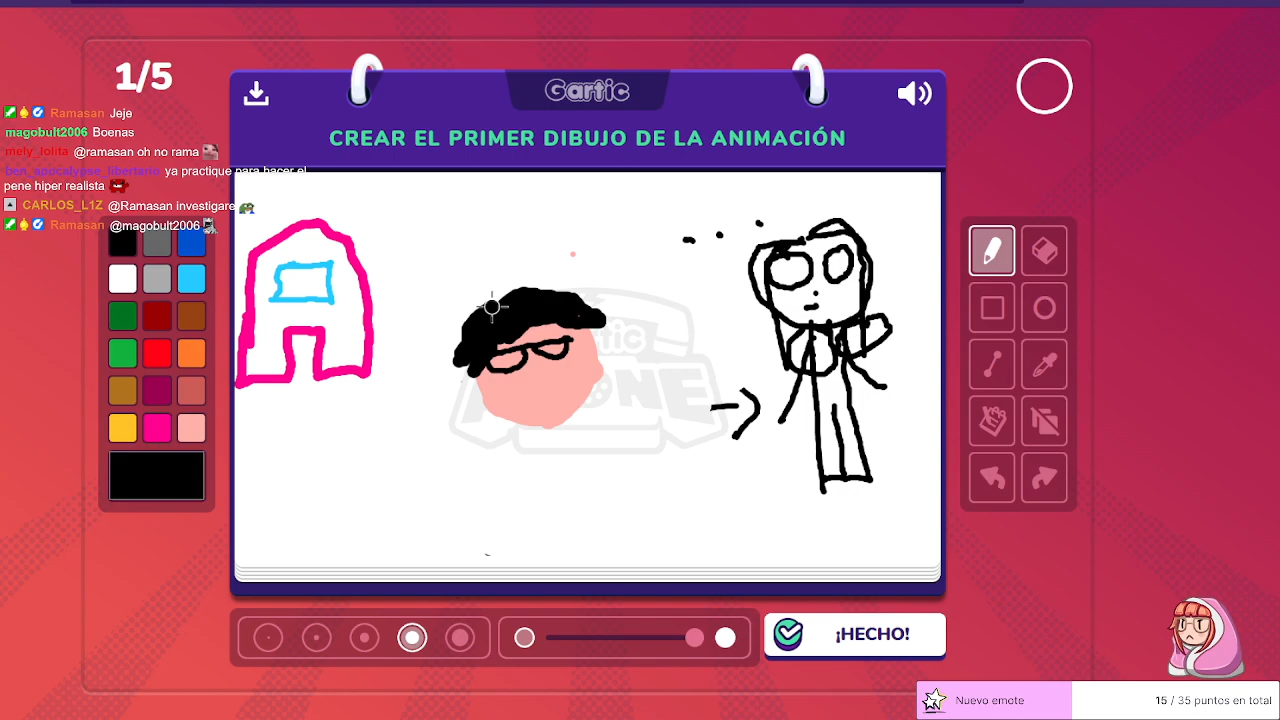 1/5
Gartic
CREAR EL PRIMER DIBUJO DE LA ANIMACIÓN
Ramasan Jeje
magobult2006 Boenas
mely_lolita @ramasan oh no rama
ben_apocalypse_libertario ya practique para hacer el
pene hiper realista
CARLOS_L1Z @Ramasan investigare
Ramasan @magobult2006
¡HECHO!
Nuevo emote
15 / 35 puntos en total